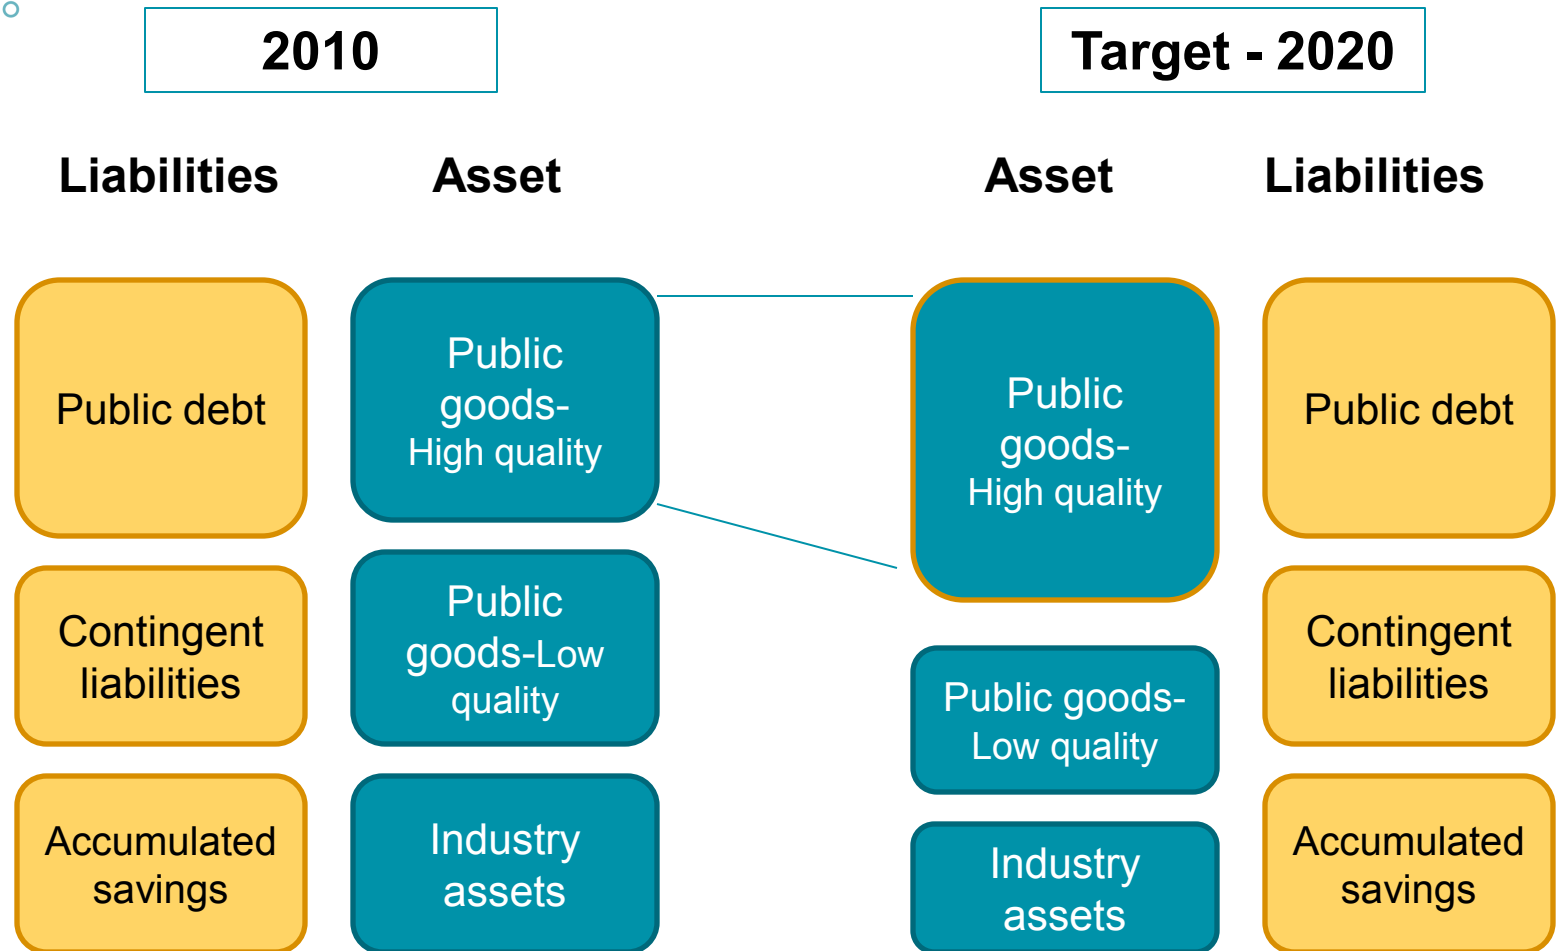 2010
Target - 2020
Liabilities
Asset
Asset
Liabilities
Public debt
Public
goods-
High quality
Public
goods-
High quality
Public debt
Contingent
liabilities
Public
goods-Low
quality
Public goods-
Low quality
Contingent
liabilities
Accumulated
savings
Industry
assets
Industry
assets
Accumulated
savings